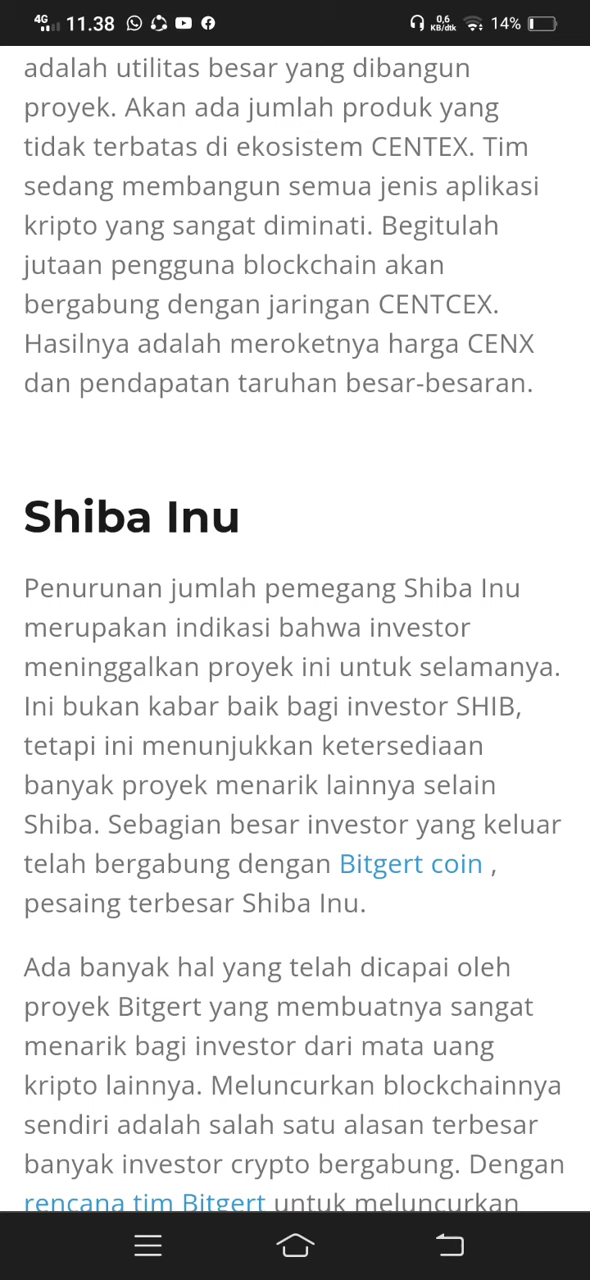 4G 11.38 0,6 KB/dtk 14%
adalah utilitas besar yang dibangun
proyek. Akan ada jumlah produk yang
tidak terbatas di ekosistem CENTEX. Tim
sedang membangun semua jenis aplikasi
kripto yang sangat diminati. Begitulah
jutaan pengguna blockchain akan
bergabung dengan jaringan CENTCEX.
Hasilnya adalah meroketnya harga CENX
dan pendapatan taruhan besar-besaran.
Shiba Inu
Penurunan jumlah pemegang Shiba Inu
merupakan indikasi bahwa investor
meninggalkan proyek ini untuk selamanya.
Ini bukan kabar baik bagi investor SHIB,
tetapi ini menunjukkan ketersediaan
banyak proyek menarik lainnya selain
Shiba. Sebagian besar investor yang keluar
telah bergabung dengan Bitgert coin ,
pesaing terbesar Shiba Inu.
Ada banyak hal yang telah dicapai oleh
proyek Bitgert yang membuatnya sangat
menarik bagi investor dari mata uang
kripto lainnya. Meluncurkan blockchainnya
sendiri adalah salah satu alasan terbesar
banyak investor crypto bergabung. Dengan
rencana tim Bitgert untuk meluncurkan